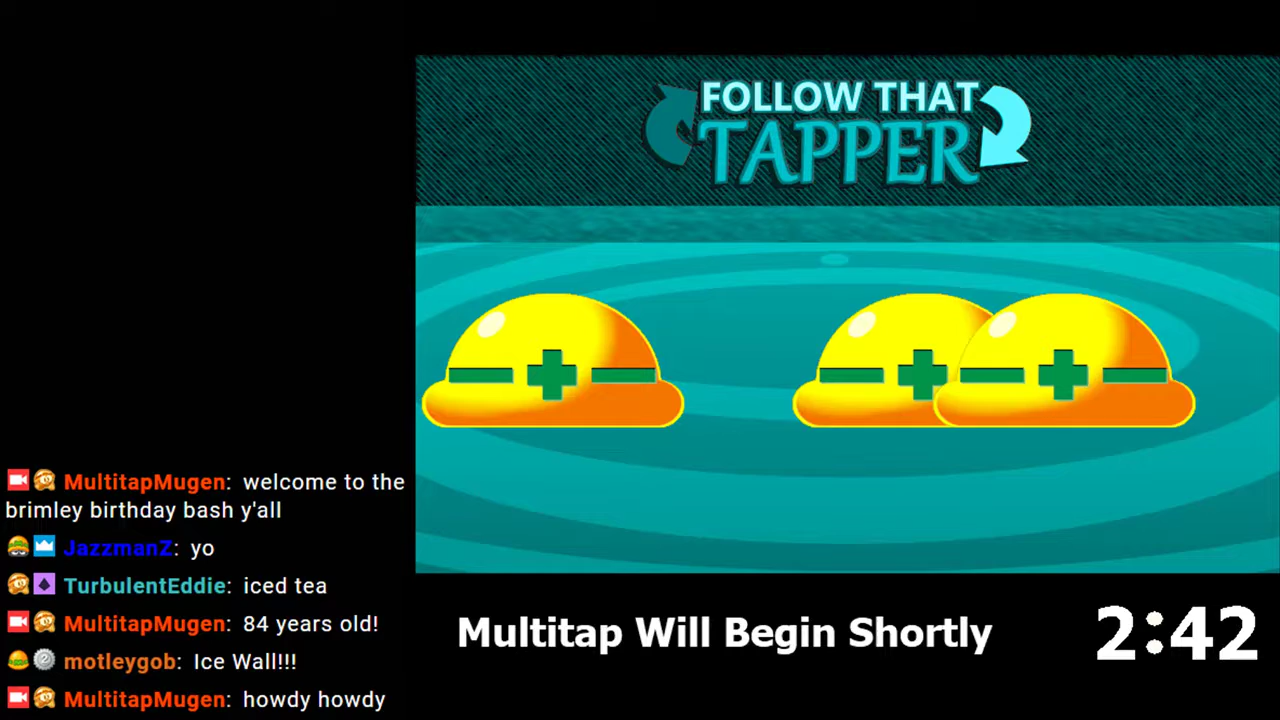 FOLLOW THAT
TAPPER
MultitapMugen: welcome to the
brimley birthday bash y'all
JazzmanZ: yo
TurbulentEddie: iced tea
MultitapMugen: 84 years old!
motleygob: Ice Wall!!!
MultitapMugen: howdy howdy
Multitap Will Begin Shortly
2:42